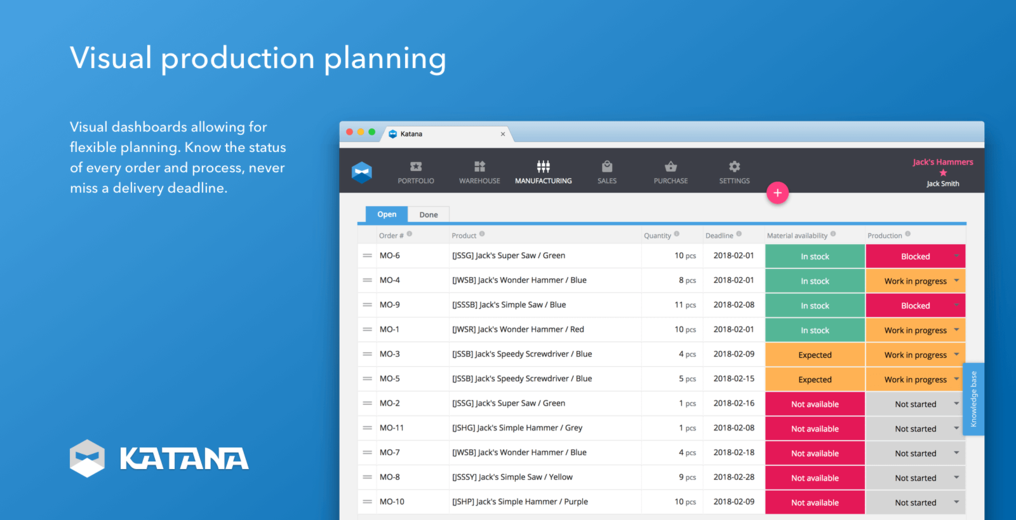 Visual production planning
Visual dashboards allowing for
flexible planning. Know the status
of every order and process, never
miss a delivery deadline.
KATANA
Katana
PORTFOLIO WAREHOUSE MANUFACTURING SALES PURCHASE SETTINGS
Jack's Hammers
Jack Smith
Open Done
Order # Product Quantity Deadline Material availability Production
MO-6 [JSSG] Jack's Super Saw / Green 10 pcs 2018-02-01 In stock Blocked
MO-4 [JWSB] Jack's Wonder Hammer / Blue 8 pcs 2018-02-01 In stock Work in progress
MO-9 [JSSSB] Jack's Simple Saw / Blue 11 pcs 2018-02-08 In stock Blocked
MO-1 [JWSR] Jack's Wonder Hammer / Red 10 pcs 2018-02-01 In stock Work in progress
MO-3 [JSSB] Jack's Speedy Screwdriver / Blue 4 pcs 2018-02-09 Expected Work in progress
MO-5 [JSSB] Jack's Speedy Screwdriver / Blue 5 pcs 2018-02-15 Expected Work in progress
MO-2 [JSSG] Jack's Super Saw / Green 1 pcs 2018-02-16 Not available Not started
MO-11 [JSHG] Jack's Simple Hammer / Grey 1 pcs 2018-02-08 Not available Not started
MO-7 [JWSB] Jack's Wonder Hammer / Blue 4 pcs 2018-02-18 Not available Not started
MO-8 [JSSSY] Jack's Simple Saw / Yellow 9 pcs 2018-02-28 Not available Not started
MO-10 [JSHP] Jack's Simple Hammer / Purple 10 pcs 2018-02-09 Not available Not started
Knowledge base